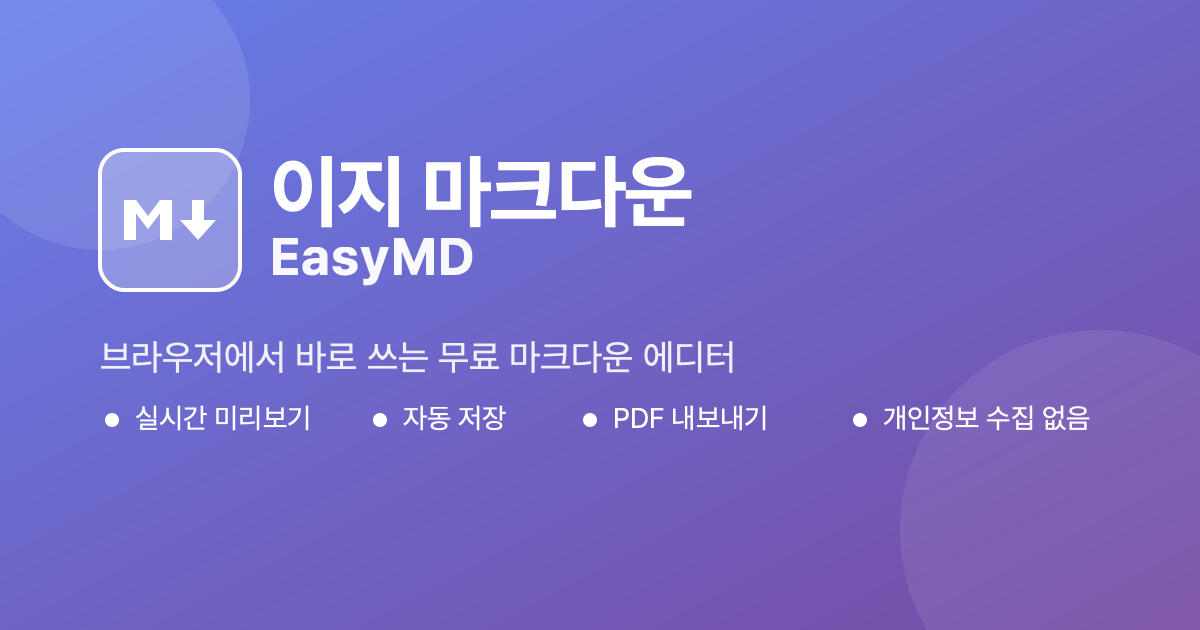 M↓
이지 마크다운
EasyMD
브라우저에서 바로 쓰는 무료 마크다운 에디터
● 실시간 미리보기 ● 자동 저장 ● PDF 내보내기 ● 개인정보 수집 없음